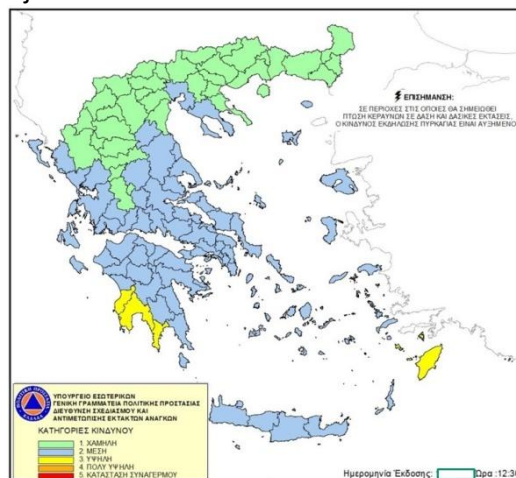 ΕΠΙΣΗΜΑΝΣΗ:
ΣΕ ΠΕΡΙΟΧΕΣ ΣΤΙΣ ΟΠΟΙΕΣ ΘΑ ΣΗΜΕΙΩΘΕΙ
ΠΤΩΣΗ ΚΕΡΑΥΝΩΝ ΣΕ ΔΑΣΗ ΚΑΙ ΔΑΣΙΚΕΣ ΕΚΤΑΣΕΙΣ,
Ο ΚΙΝΔΥΝΟΣ ΕΚΔΗΛΩΣΗΣ ΠΥΡΚΑΓΙΑΣ ΕΙΝΑΙ ΑΥΞΗΜΕΝΟ
ΥΠΟΥΡΓΕΙΟ ΕΣΩΤΕΡΙΚΩΝ
ΓΕΝΙΚΗ ΓΡΑΜΜΑΤΕΙΑ ΠΟΛΙΤΙΚΗΣ ΠΡΟΣΤΑΣΙΑΣ
ΔΙΕΥΘΥΝΣΗ ΣΧΕΔΙΑΣΜΟΥ ΚΑΙ
ΑΝΤΙΜΕΤΩΠΙΣΗΣ ΕΚΤΑΚΤΩΝ ΑΝΑΓΚΩΝ
ΚΑΤΗΓΟΡΙΕΣ ΚΙΝΔΥΝΟΥ
1. ΧΑΜΗΛΗ
2. ΜΕΣΗ
3. ΥΨΗΛΗ
4. ΠΟΛΥ ΥΨΗΛΗ
5. ΚΑΤΑΣΤΑΣΗ ΣΥΝΑΓΕΡΜΟΥ
Ημερομηνία Έκδοσης: Ώρα :12:30